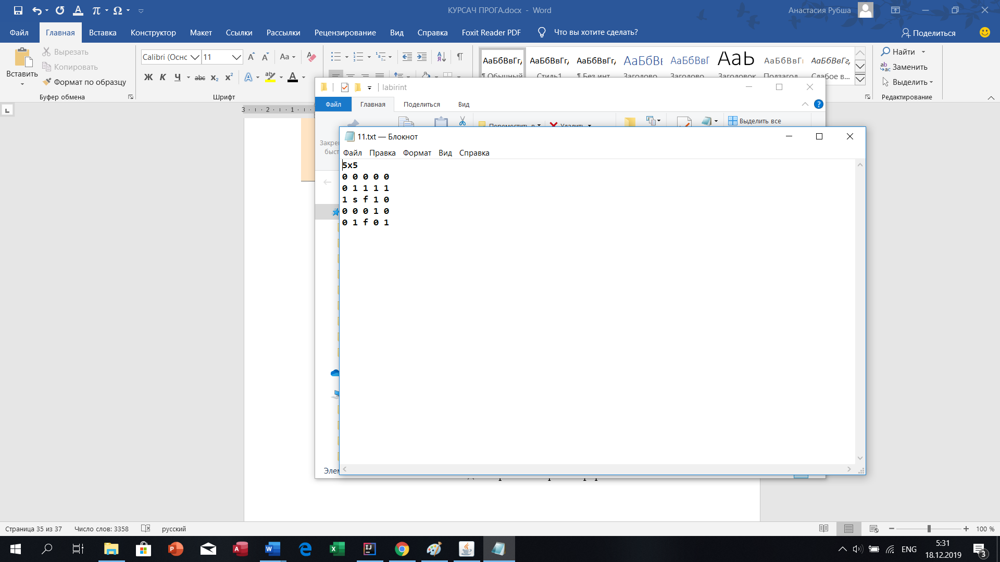 КУРСАЧ ПРОГА.docx - Word
Анастасия Рубша
Файл Главная Вставка Конструктор Макет Ссылки Рассылки Рецензирование Вид Справка Foxit Reader PDF Что вы хотите сделать? Поделиться
Вставить
Вырезать
Копировать
Формат по образцу
Буфер обмена
Calibri (Оснс 11
Aa
Ж К Ч abc x₂ x² A A
Шрифт
АаБбВвГг, АаБбВвГг, АаБбВвГг, АаБбВ АаБбВвГ АаЬ АаБбВвГ АаБбВвГг,
¶ Обычный Стиль1 ¶ Без инт... Заголово... Заголово... Заголовок Подзагол... Слабое в...
Найти
Заменить
Выделить
Редактирование
3 2 1
labirint
Файл Главная Поделиться Вид
Переместить в Удалить Выделить все
11.txt — Блокнот
Файл Правка Формат Вид Справка
5x5
0 0 0 0 0
0 1 1 1 1
1 s f 1 0
0 0 0 1 0
0 1 f 0 1
Страница 35 из 37 Число слов: 3358 русский 100 %
ENG
5:31
18.12.2019
3